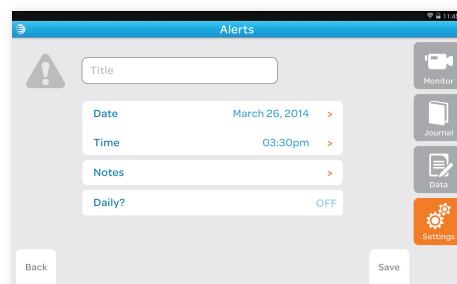 11:45
Alerts
Title
Monitor
Date March 26, 2014 >
Time 03:30pm >
Journal
Notes >
Data
Daily? OFF
Settings
Back
Save